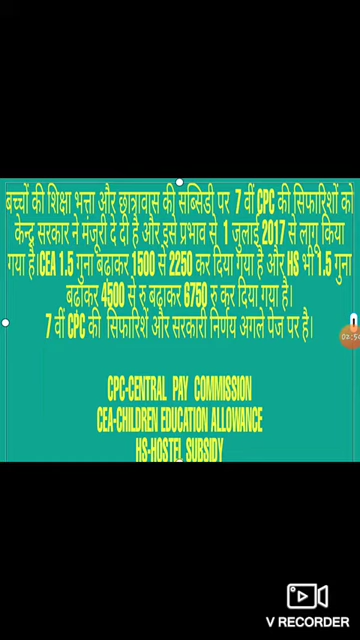 बच्चों की शिक्षा भत्ता और छात्रावास की सब्सिडी पर 7 वीं CPC की सिफारिशों को
केन्द्र सरकार ने मंजूरी दे दी है और इसे प्रभाव से 1 जुलाई 2017 से लागू किया
गया है।CEA 1.5 गुना बढ़ाकर 1500 से 2250 कर दिया गया है और HS भी 1.5 गुना
बढाकर 4500 से रु बढ़ाकर 6750 रु कर दिया गया है।
7 वीं CPC की सिफारिशें और सरकारी निर्णय अगले पेज पर है।
CPC-CENTRAL PAY COMMISSION
CEA-CHILDREN EDUCATION ALLOWANCE
HS-HOSTEL SUBSIDY
V RECORDER